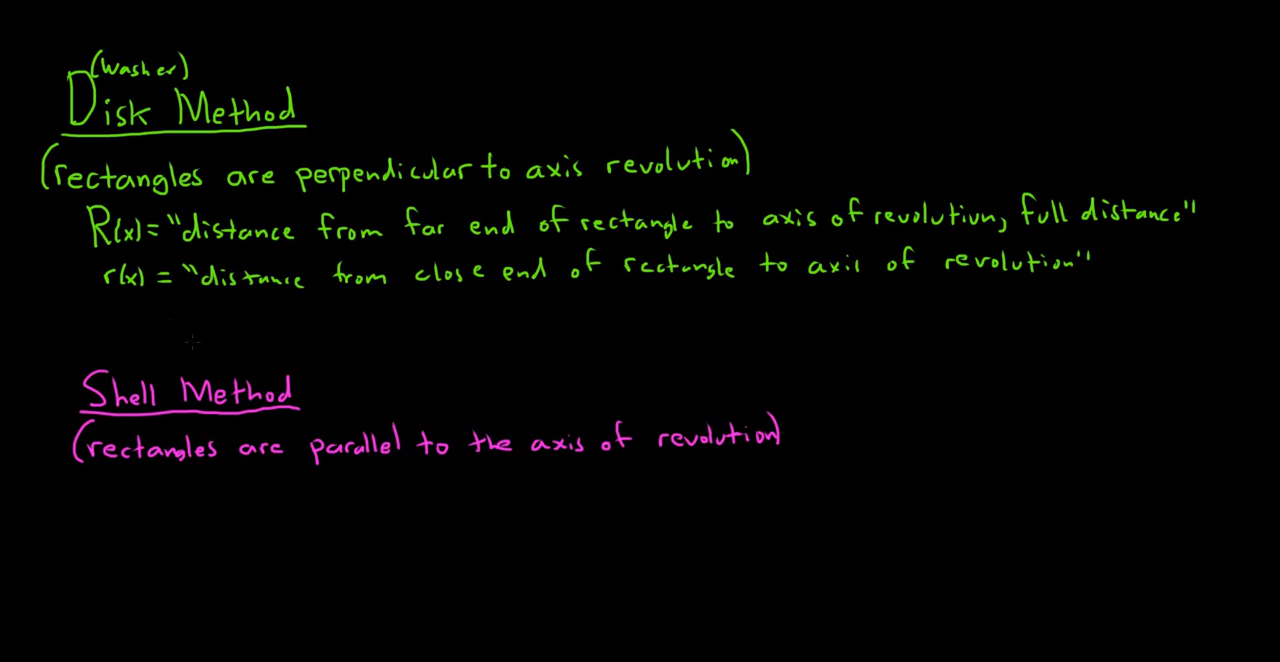 (Washer)
Disk Method
(rectangles are perpendicular to axis revolution)
R(x) = "distance from far end of rectangle to axis of revolution, full distance"
r(x) = "distance from close end of rectangle to axis of revolution"
Shell Method
(rectangles are parallel to the axis of revolution)